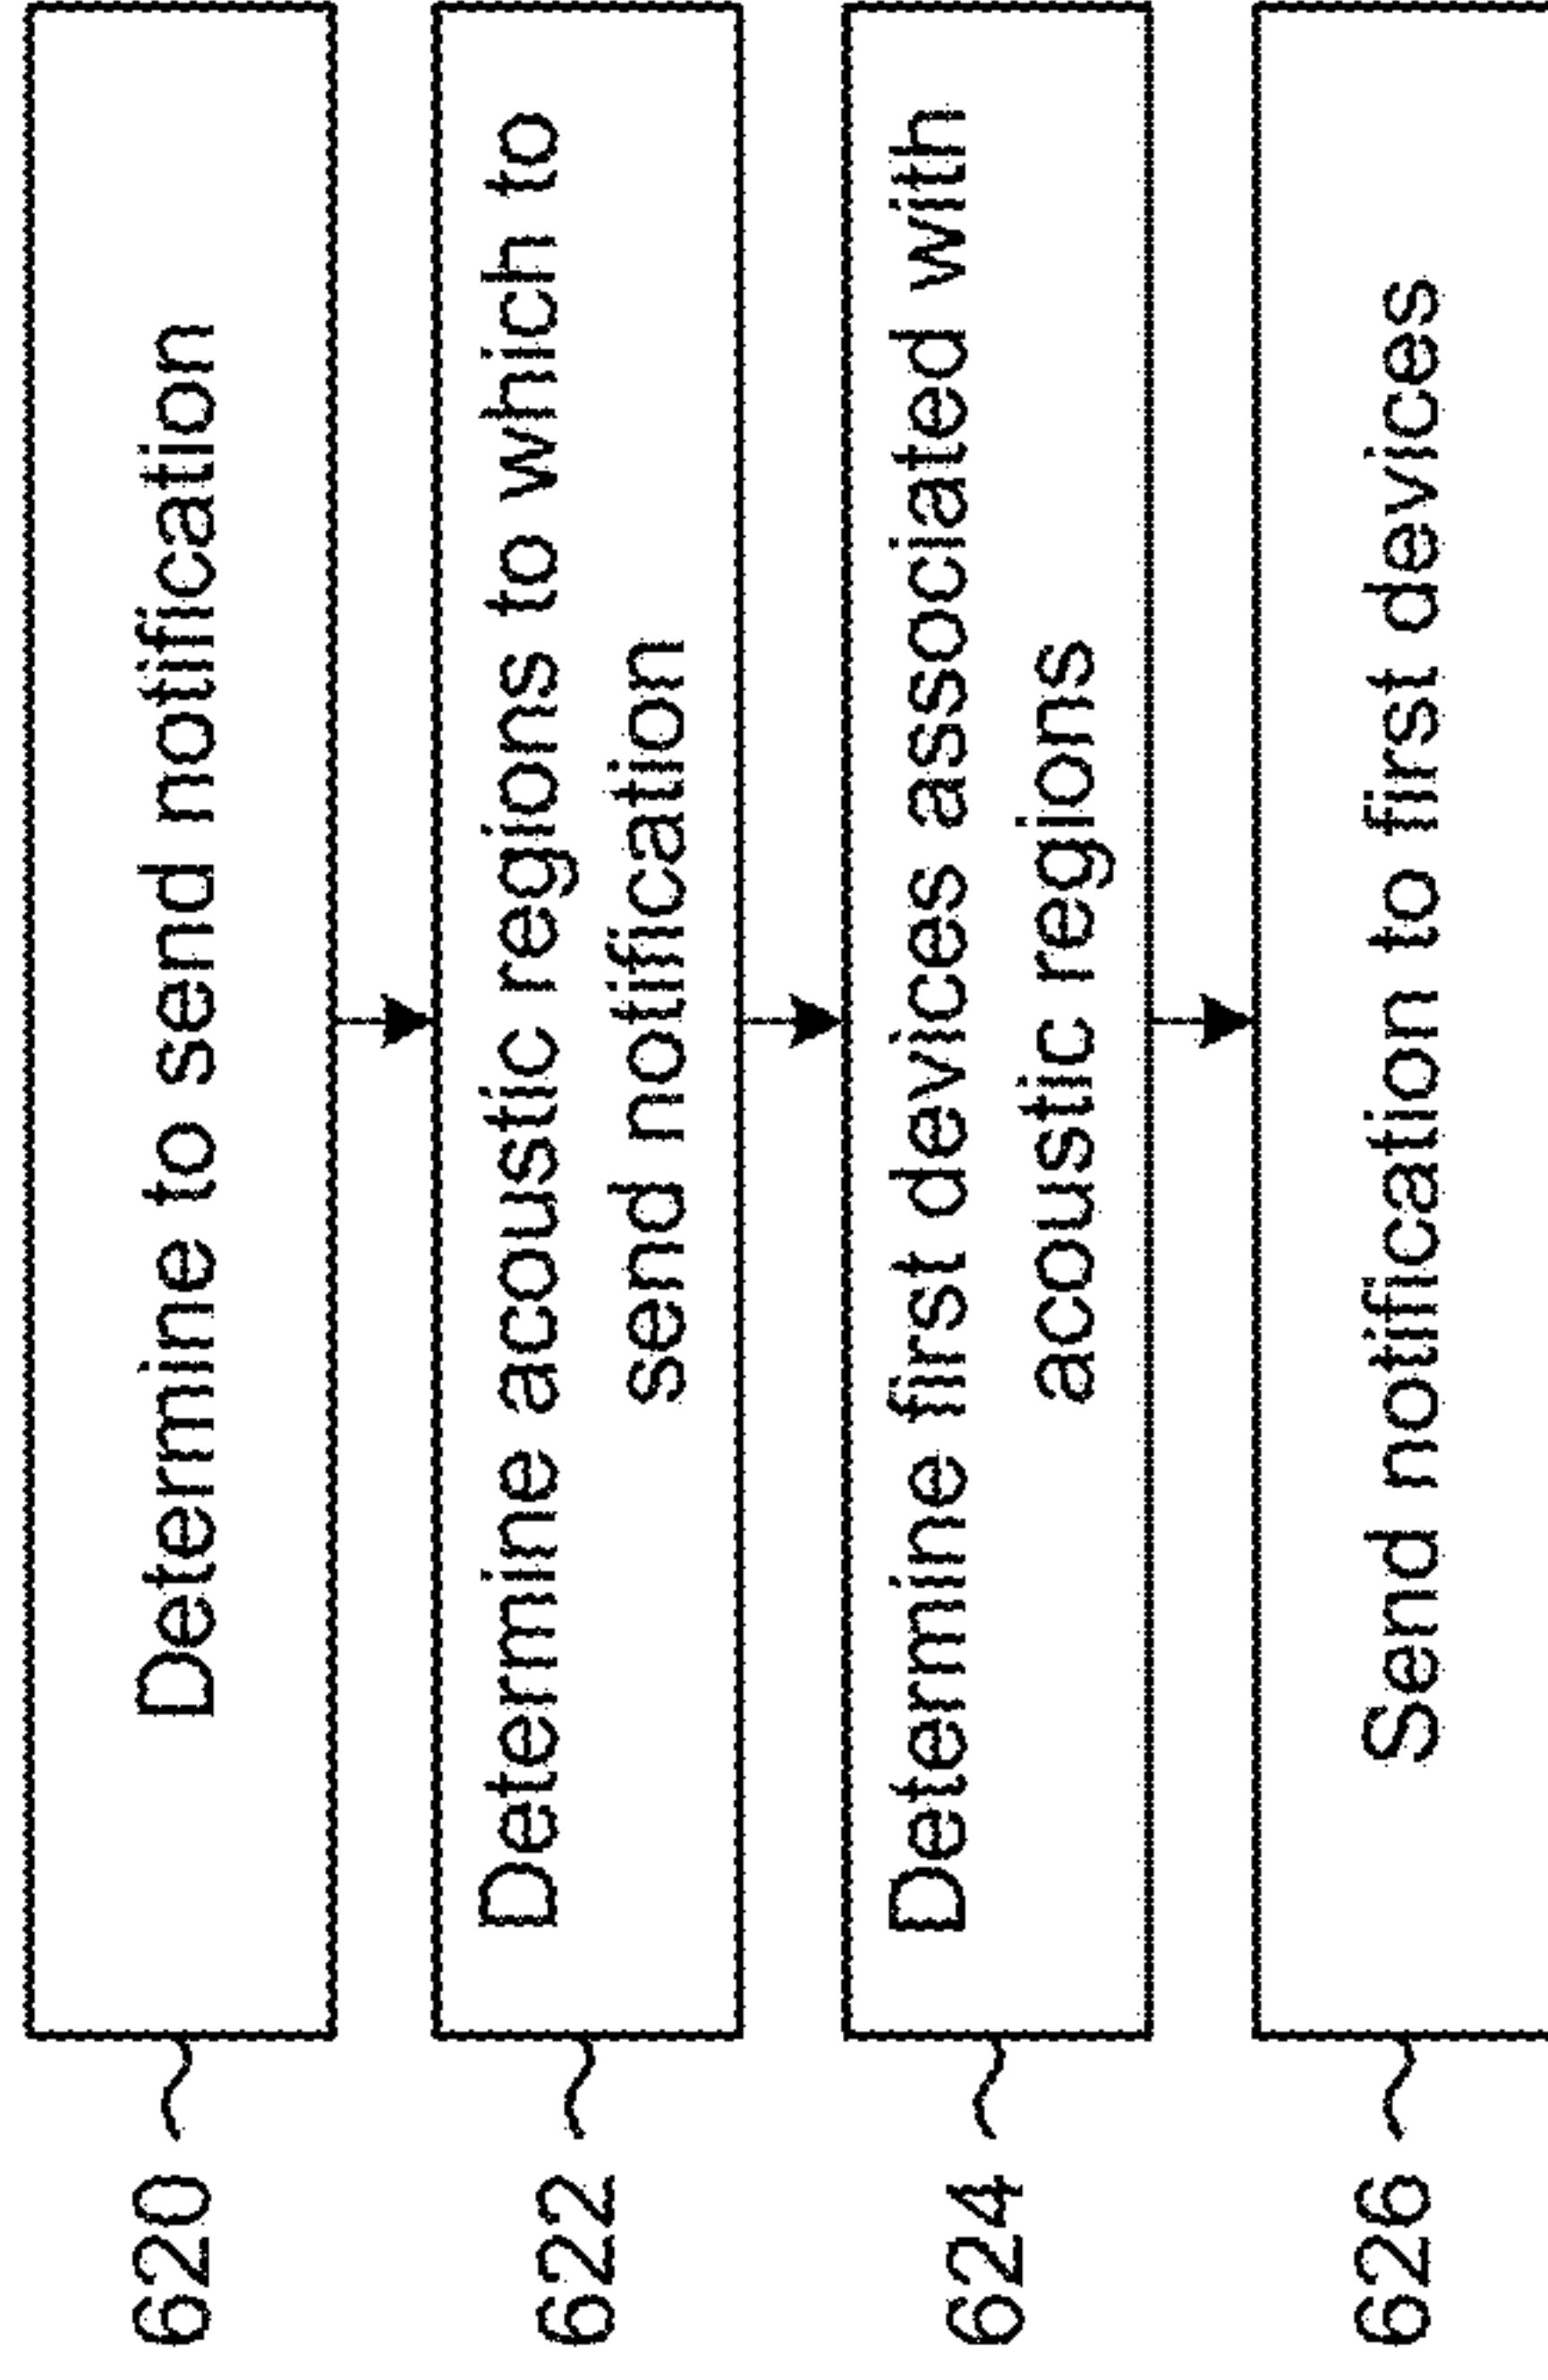 620
Determine to send notification
622
Determine acoustic regions to which to
send notification
624
Determine first devices associated with
acoustic regions
626
Send notification to first devices